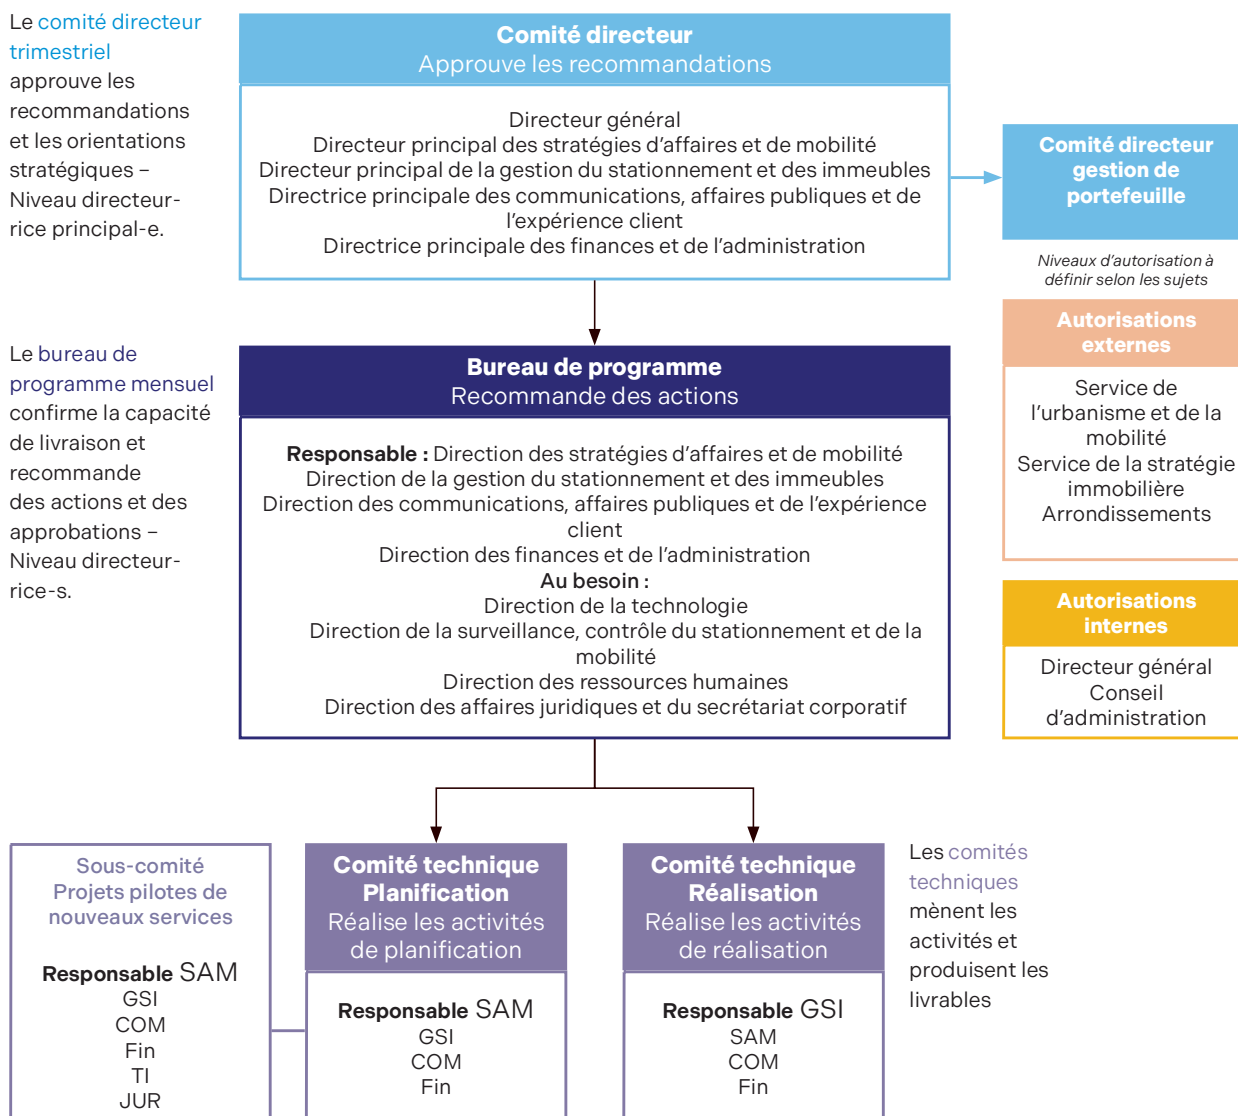 Le comité directeur
trimestriel
approuve les
recommandations
et les orientations
stratégiques –
Niveau directeur-
rice principal-e.
Comité directeur
Approuve les recommandations
Directeur général
Directeur principal des stratégies d'affaires et de mobilité
Directeur principal de la gestion du stationnement et des immeubles
Directrice principale des communications, affaires publiques et de
l'expérience client
Directrice principale des finances et de l'administration
Comité directeur
gestion de
portefeuille
Niveaux d'autorisation à
définir selon les sujets
Autorisations
externes
Service de
l'urbanisme et de la
mobilité
Service de la stratégie
immobilière
Arrondissements
Autorisations
internes
Directeur général
Conseil
d'administration
Le bureau de
programme mensuel
confirme la capacité
de livraison et
recommande
des actions et des
approbations –
Niveau directeur-
rice-s.
Bureau de programme
Recommande des actions
Responsable : Direction des stratégies d'affaires et de mobilité
Direction de la gestion du stationnement et des immeubles
Direction des communications, affaires publiques et de l'expérience
client
Direction des finances et de l'administration
Au besoin :
Direction de la technologie
Direction de la surveillance, contrôle du stationnement et de la
mobilité
Direction des ressources humaines
Direction des affaires juridiques et du secrétariat corporatif
Sous-comité
Projets pilotes de
nouveaux services
Responsable SAM
GSI
COM
Fin
TI
JUR
Comité technique
Planification
Réalise les activités
de planification
Responsable SAM
GSI
COM
Fin
Comité technique
Réalisation
Réalise les activités
de réalisation
Responsable GSI
SAM
COM
Fin
Les comités
techniques
mènent les
activités et
produisent les
livrables